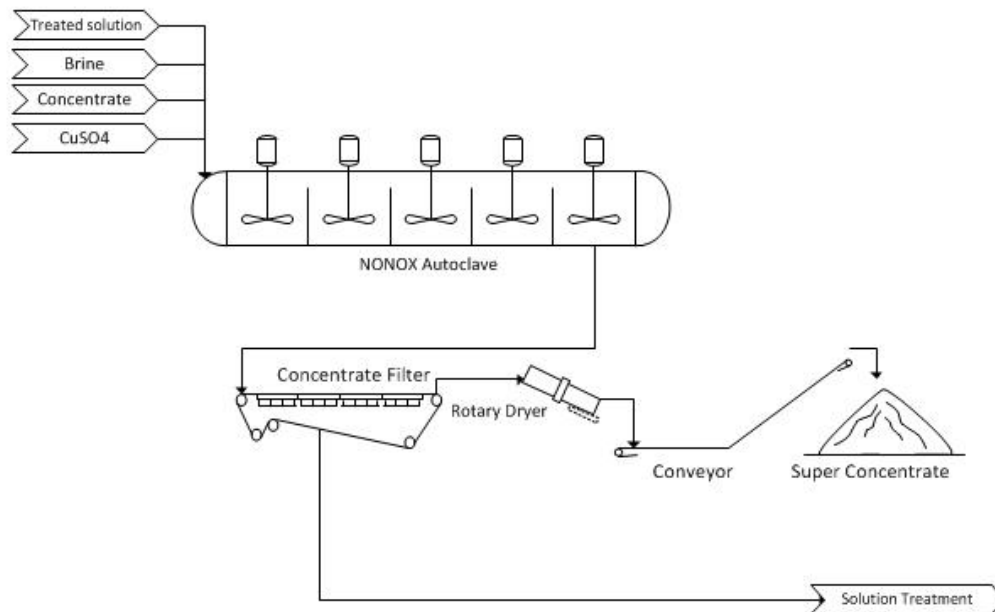 Treated solution
Brine
Concentrate
CuSO4
NONOX Autoclave
Concentrate Filter
Rotary Dryer
Conveyor
Super Concentrate
Solution Treatment